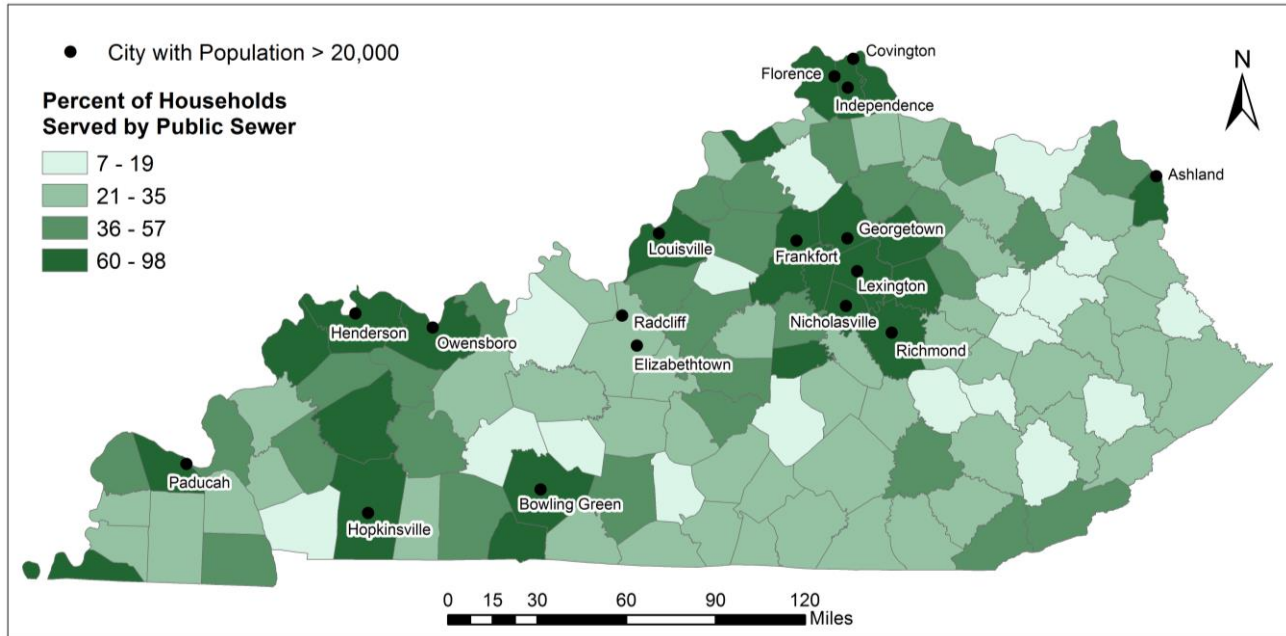 City with Population > 20,000
Percent of Households
Served by Public Sewer
7 - 19
21 - 35
36 - 57
60 - 98
N
Covington
Florence
Independence
Ashland
Louisville
Georgetown
Frankfort
Lexington
Nicholasville
Richmond
Radcliff
Elizabethtown
Henderson
Owensboro
Paducah
Hopkinsville
Bowling Green
0 15 30 60 90 120
Miles